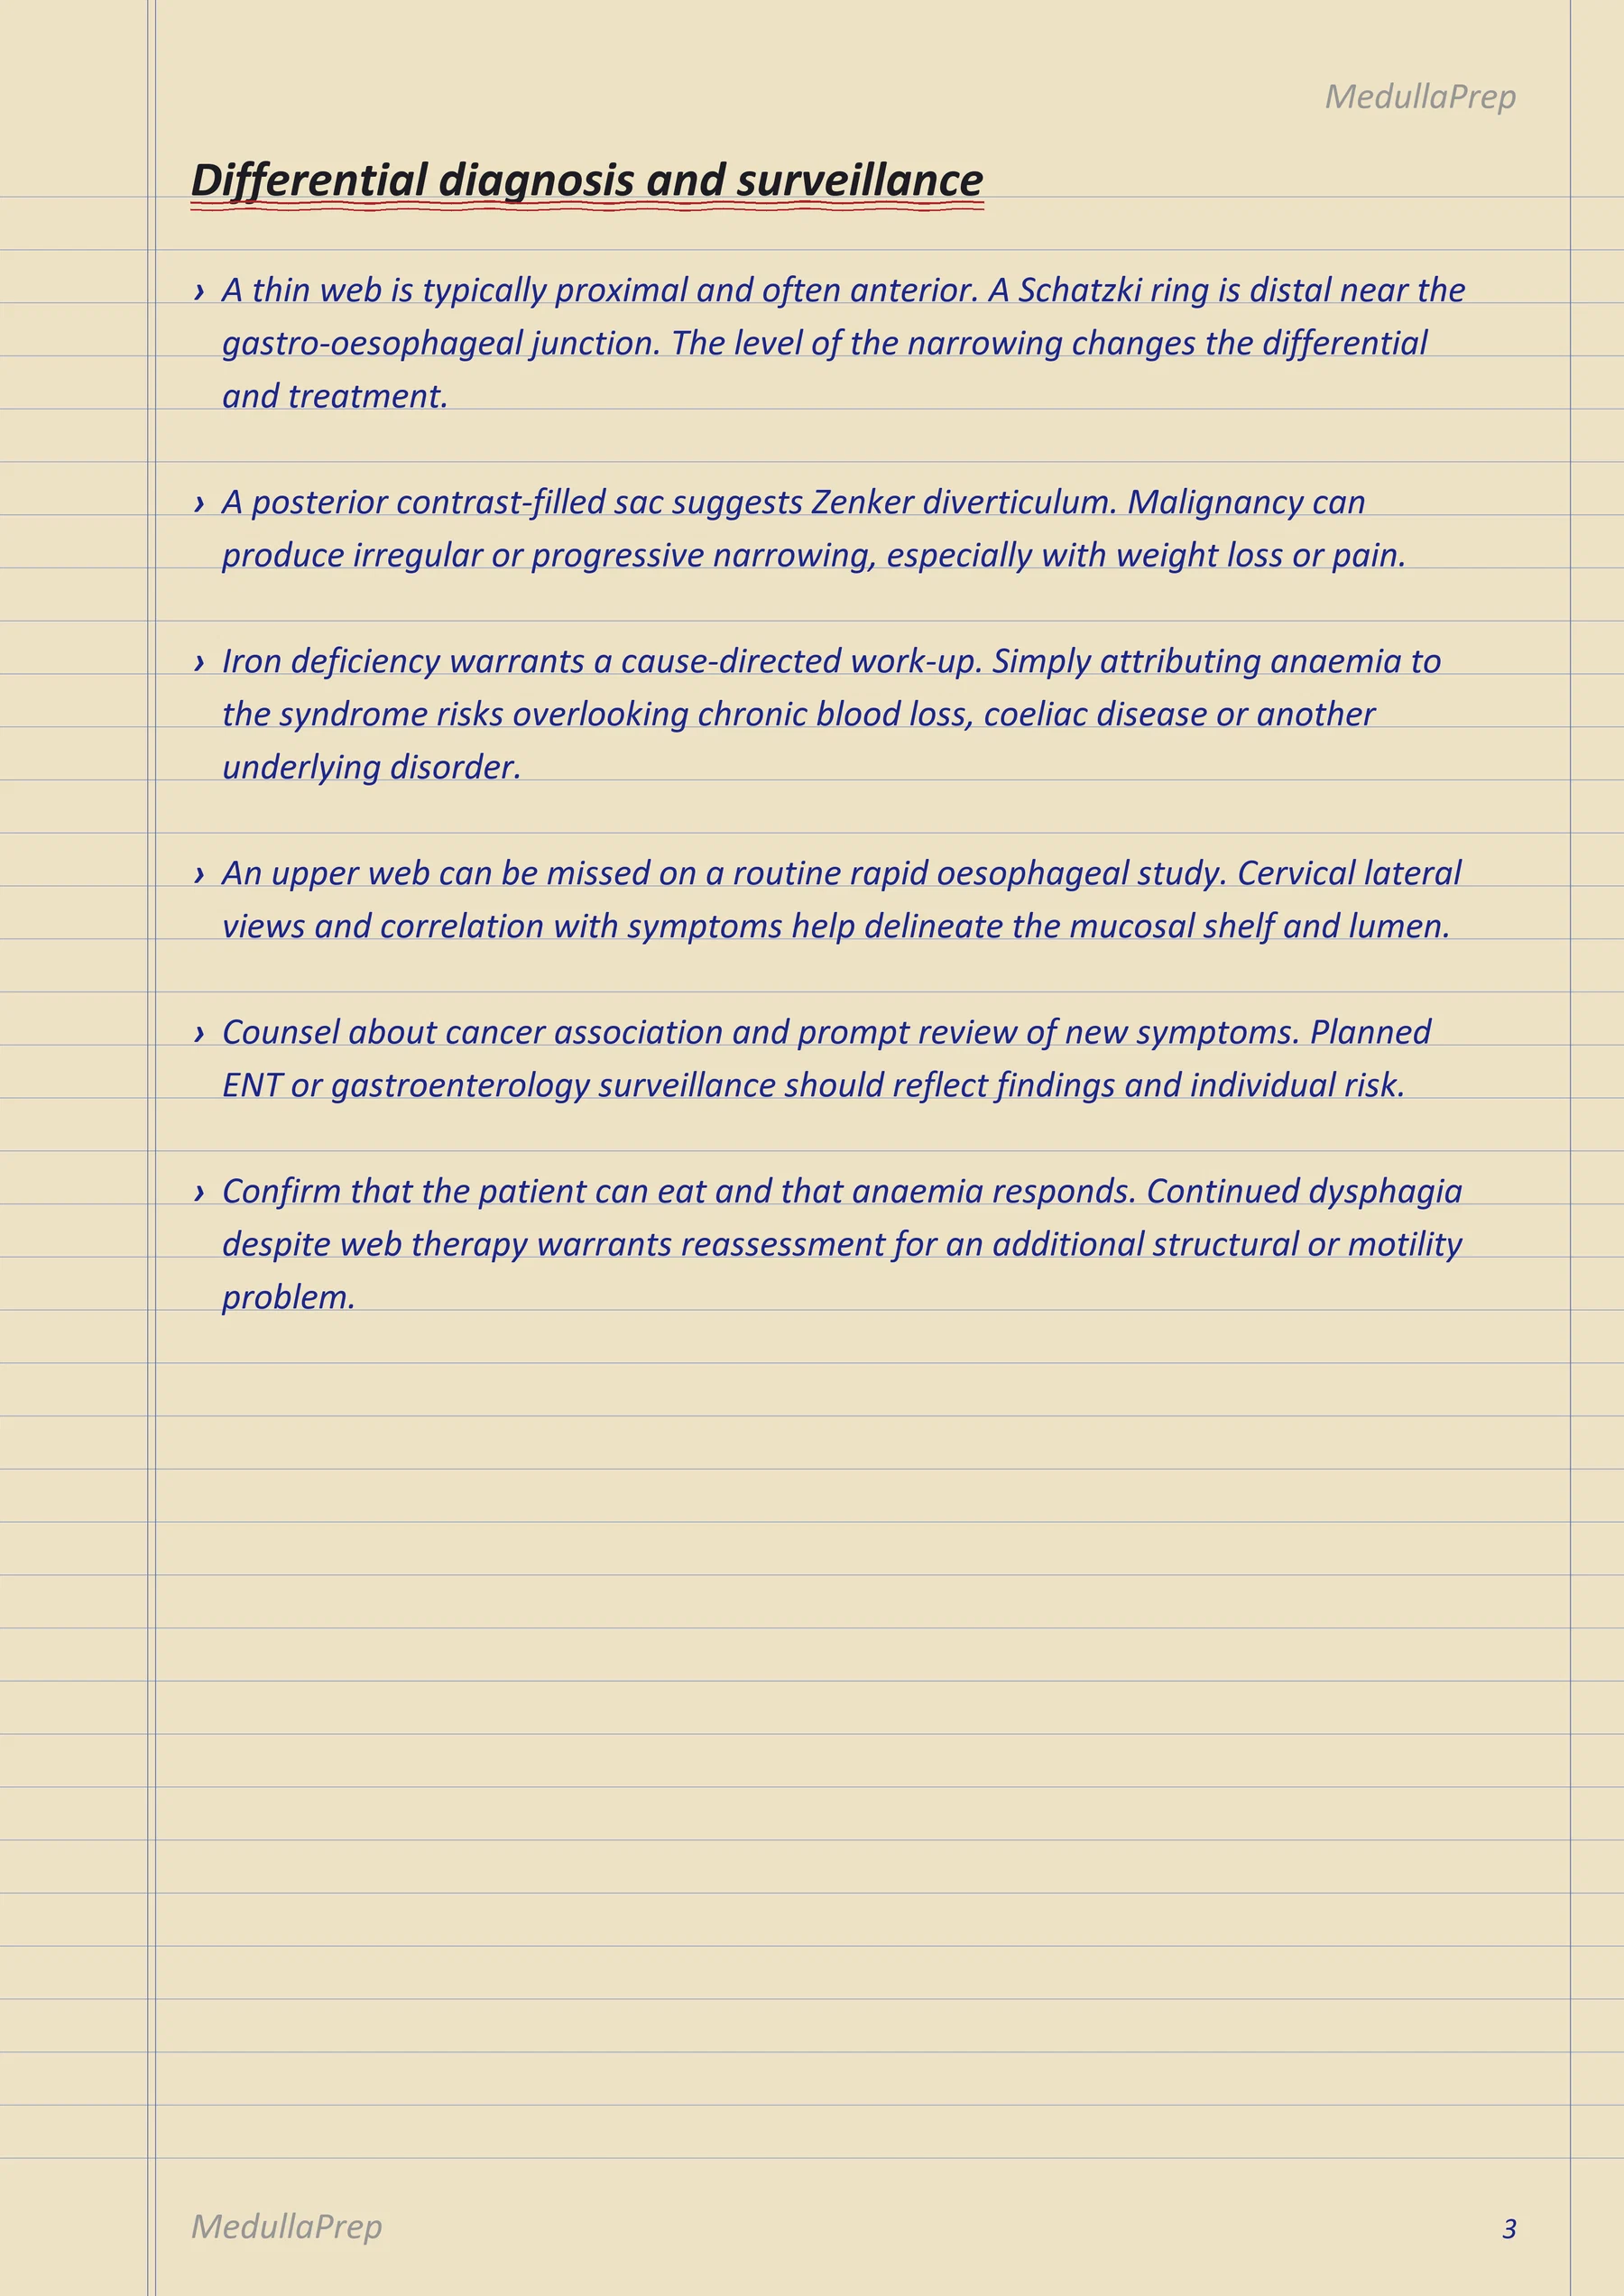 MedullaPrep
Differential diagnosis and surveillance
› A thin web is typically proximal and often anterior. A Schatzki ring is distal near the
gastro-oesophageal junction. The level of the narrowing changes the differential
and treatment.
› A posterior contrast-filled sac suggests Zenker diverticulum. Malignancy can
produce irregular or progressive narrowing, especially with weight loss or pain.
› Iron deficiency warrants a cause-directed work-up. Simply attributing anaemia to
the syndrome risks overlooking chronic blood loss, coeliac disease or another
underlying disorder.
› An upper web can be missed on a routine rapid oesophageal study. Cervical lateral
views and correlation with symptoms help delineate the mucosal shelf and lumen.
› Counsel about cancer association and prompt review of new symptoms. Planned
ENT or gastroenterology surveillance should reflect findings and individual risk.
› Confirm that the patient can eat and that anaemia responds. Continued dysphagia
despite web therapy warrants reassessment for an additional structural or motility
problem.
MedullaPrep
3